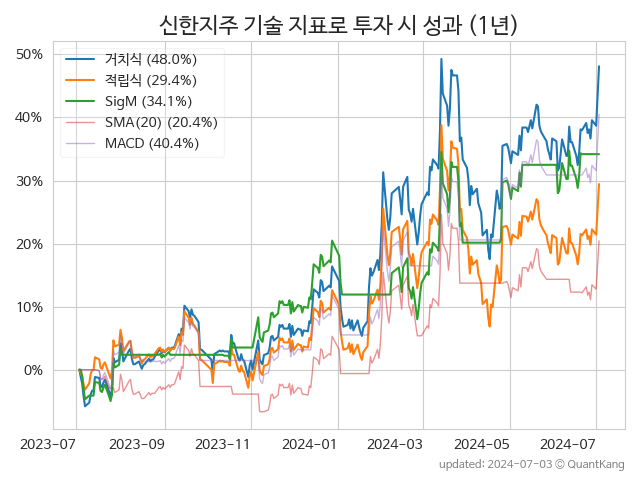 신한지주 기술 지표로 투자 시 성과 (1년)
50%
40%
30%
20%
10%
0%
거치식 (48.0%)
적립식 (29.4%)
SigM (34.1%)
SMA(20) (20.4%)
MACD (40.4%)
2023-07 2023-09 2023-11 2024-01 2024-03 2024-05 2024-07
updated: 2024-07-03 © QuantKang